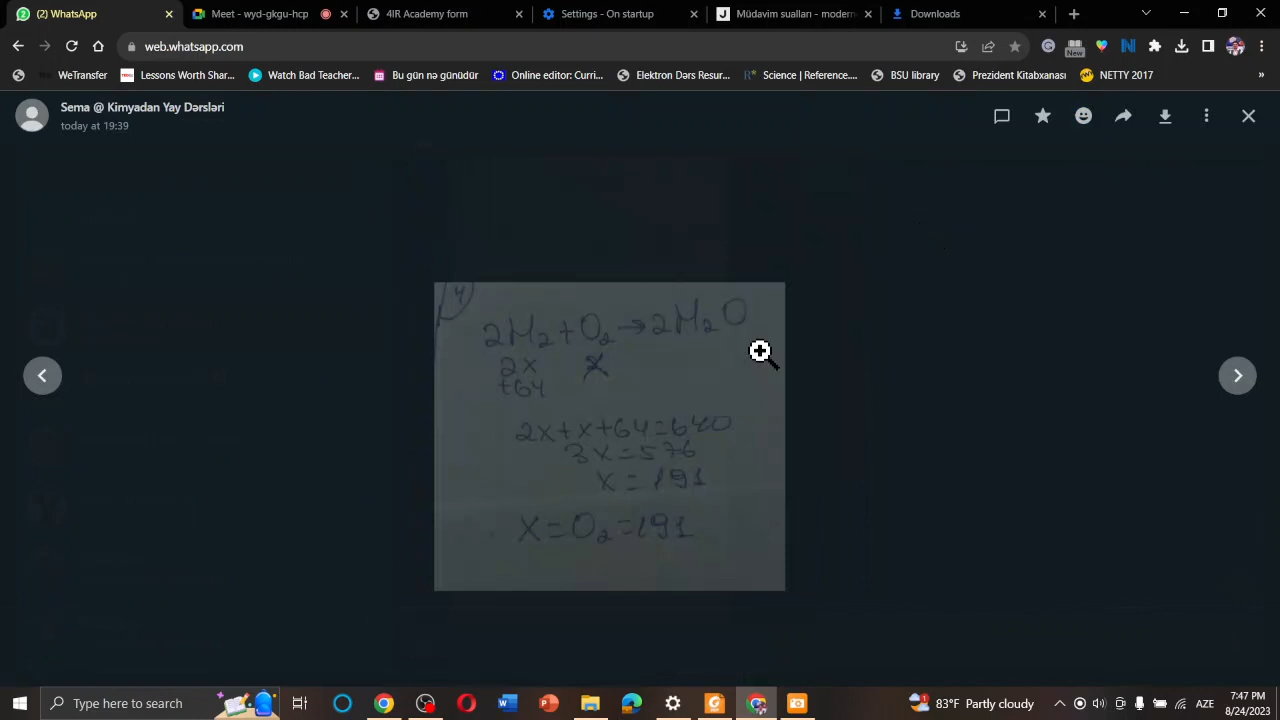 (2) WhatsApp
Meet - wyd-gkgu-hcp
4IR Academy form
Settings - On startup
Müdavim sualları - modern
Downloads
web.whatsapp.com
New
WeTransfer
Lessons Worth Shar...
Watch Bad Teacher...
Bu gün nə günüdür
Online enrich Curri...
Elektron Dərs Resur...
Science | Reference....
BSU library
Prezident Kitabxanası
NETTY 2017
»
Sema @ Kimyadan Yay Dərsləri
today at 19:39
4
2H₂ + O₂ → 2H₂O
2x x
+64
2x+x+64=640
3x=576
x=191
x=O₂=191
Type here to search
83°F Partly cloudy
AZE
7:47 PM
8/24/2023